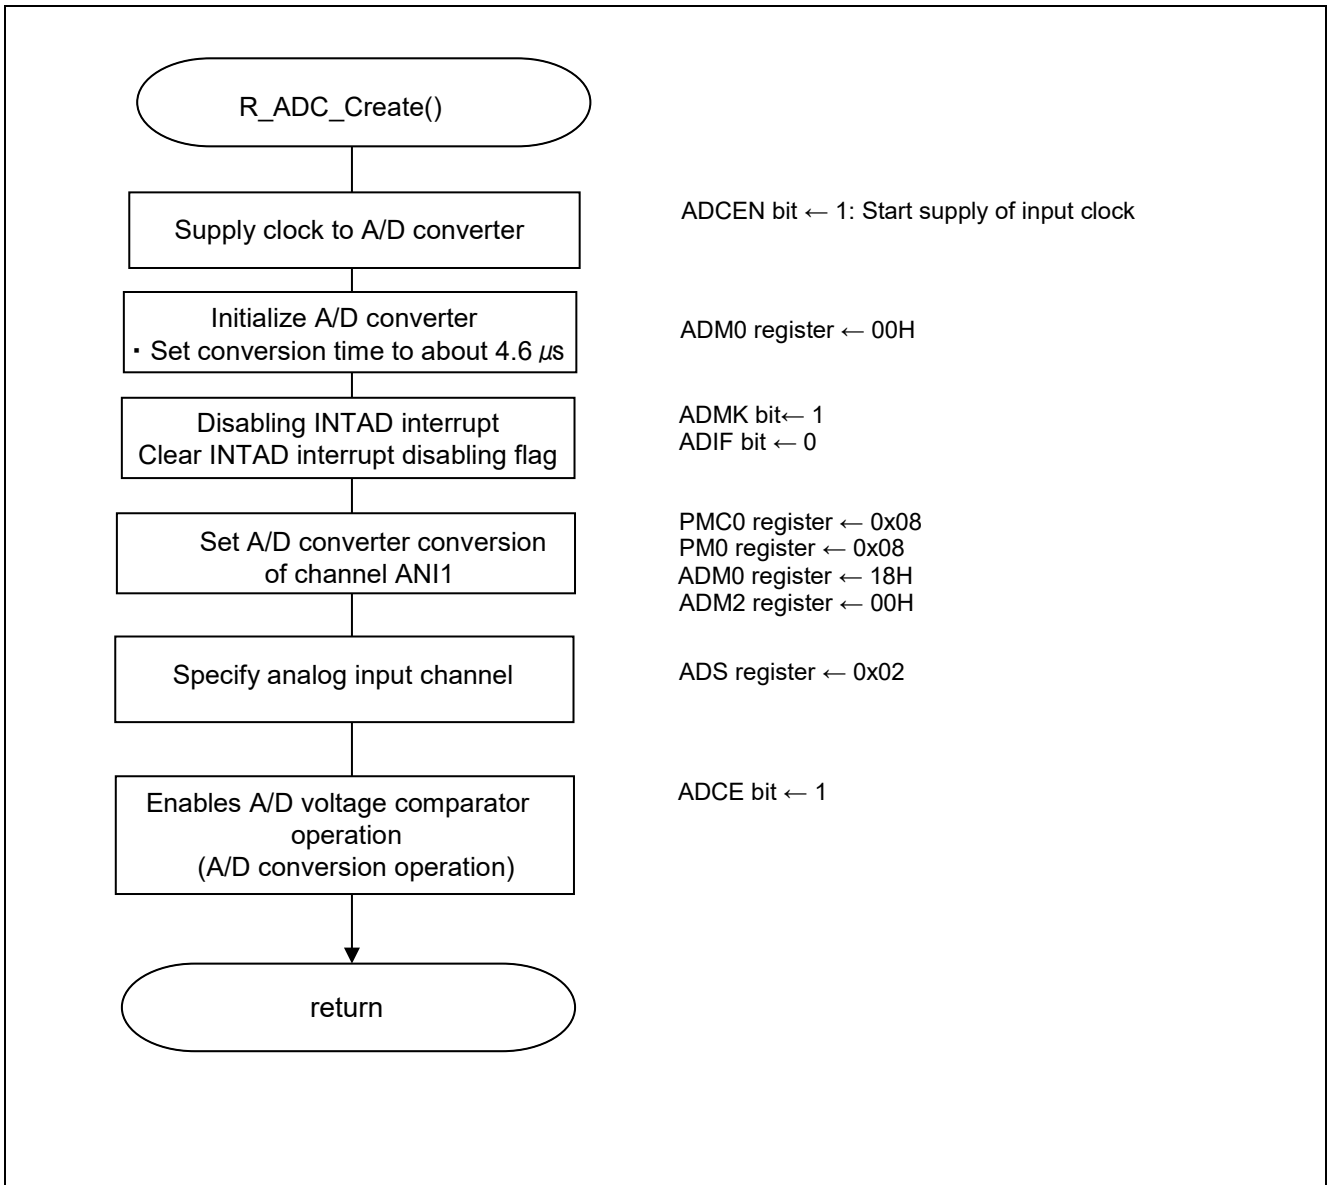 R_ADC_Create()
Supply clock to A/D converter
ADCEN bit ← 1: Start supply of input clock
Initialize A/D converter
・Set conversion time to about 4.6 μs
ADM0 register ← 00H
Disabling INTAD interrupt
Clear INTAD interrupt disabling flag
ADMK bit← 1
ADIF bit ← 0
Set A/D converter conversion
of channel ANI1
PMC0 register ← 0x08
PM0 register ← 0x08
ADM0 register ← 18H
ADM2 register ← 00H
Specify analog input channel
ADS register ← 0x02
Enables A/D voltage comparator
operation
(A/D conversion operation)
ADCE bit ← 1
return